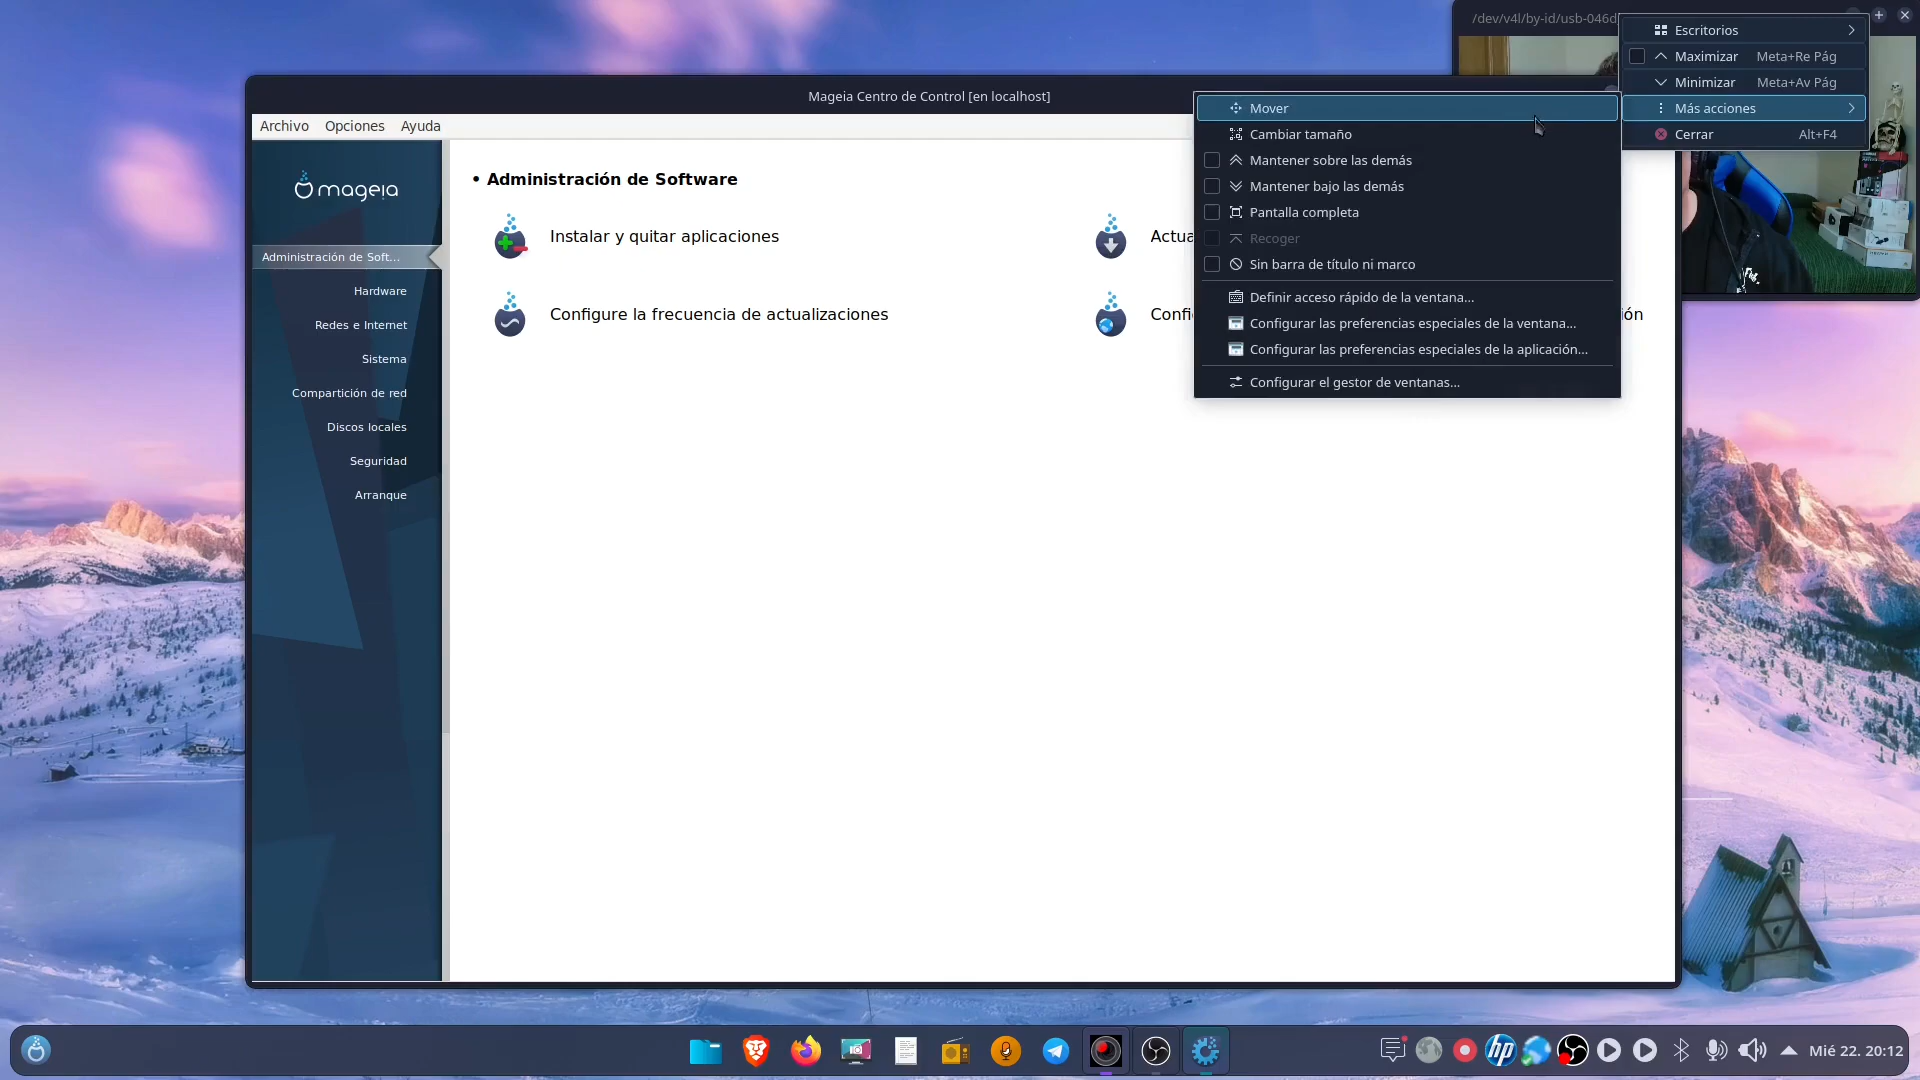 /dev/v4l/by-id/usb-046d
Escritorios
Maximizar Meta+Re Pág
Minimizar Meta+Av Pág
Más acciones
Cerrar Alt+F4
Mageia Centro de Control [en localhost]
Archivo Opciones Ayuda
Mover
Cambiar tamaño
Mantener sobre las demás
Mantener bajo las demás
Pantalla completa
Recoger
Sin barra de título ni marco
Definir acceso rápido de la ventana...
Configurar las preferencias especiales de la ventana...
Configurar las preferencias especiales de la aplicación...
Configurar el gestor de ventanas...
mageia
Administración de Soft...
Hardware
Redes e Internet
Sistema
Compartición de red
Discos locales
Seguridad
Arranque
• Administración de Software
Instalar y quitar aplicaciones
Actua
Configure la frecuencia de actualizaciones
Confi ión
hp
Mié 22. 20:12